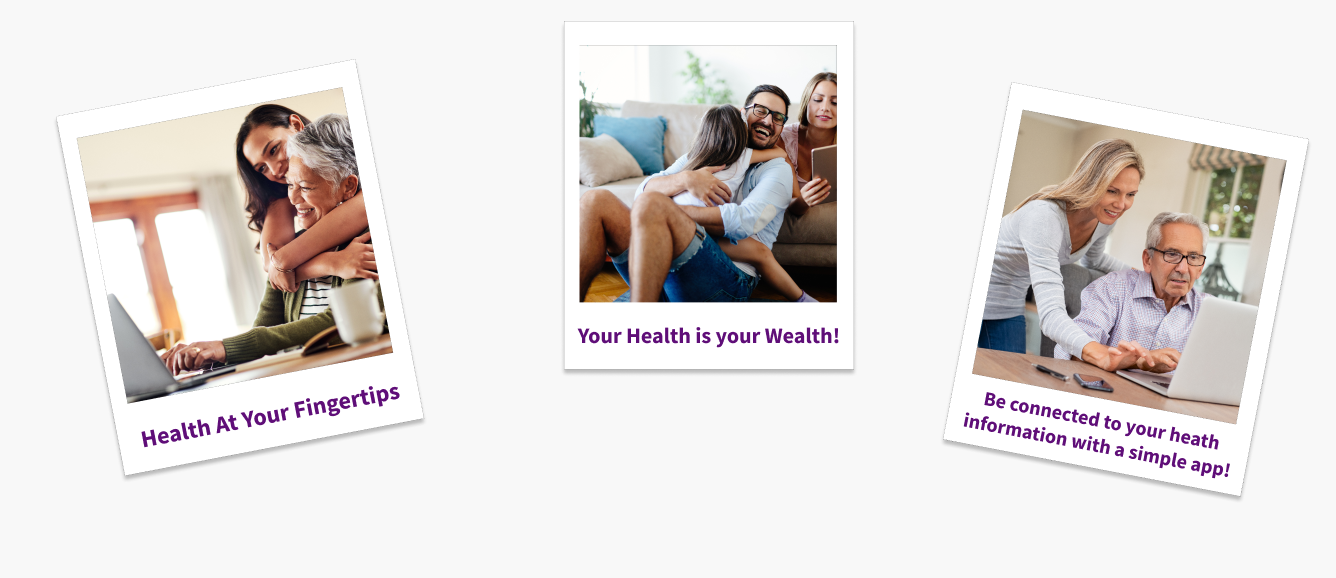 Health At Your Fingertips
Your Health is your Wealth!
Be connected to your heath
information with a simple app!